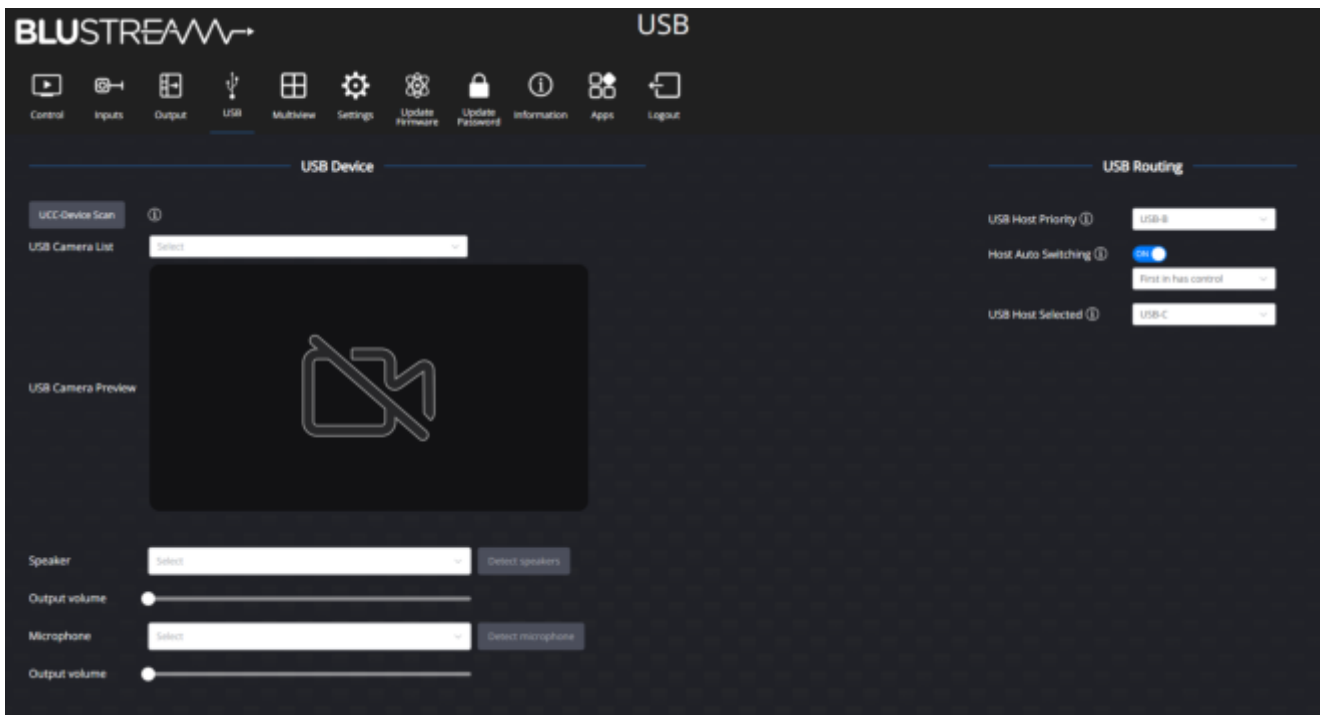 BLUSTREAM
USB
Control
Inputs
Output
USB
Multiview
Settings
Update
Firmware
Update
Password
Information
Apps
Logout
USB Device
UCC-Device Scan
USB Camera List
Select
USB Camera Preview
Speaker
Select
Detect speakers
Output volume
Microphone
Select
Detect microphone
Output volume
USB Routing
USB Host Priority
USB-B
Host Auto Switching
ON
First in has control
USB Host Selected
USB-C